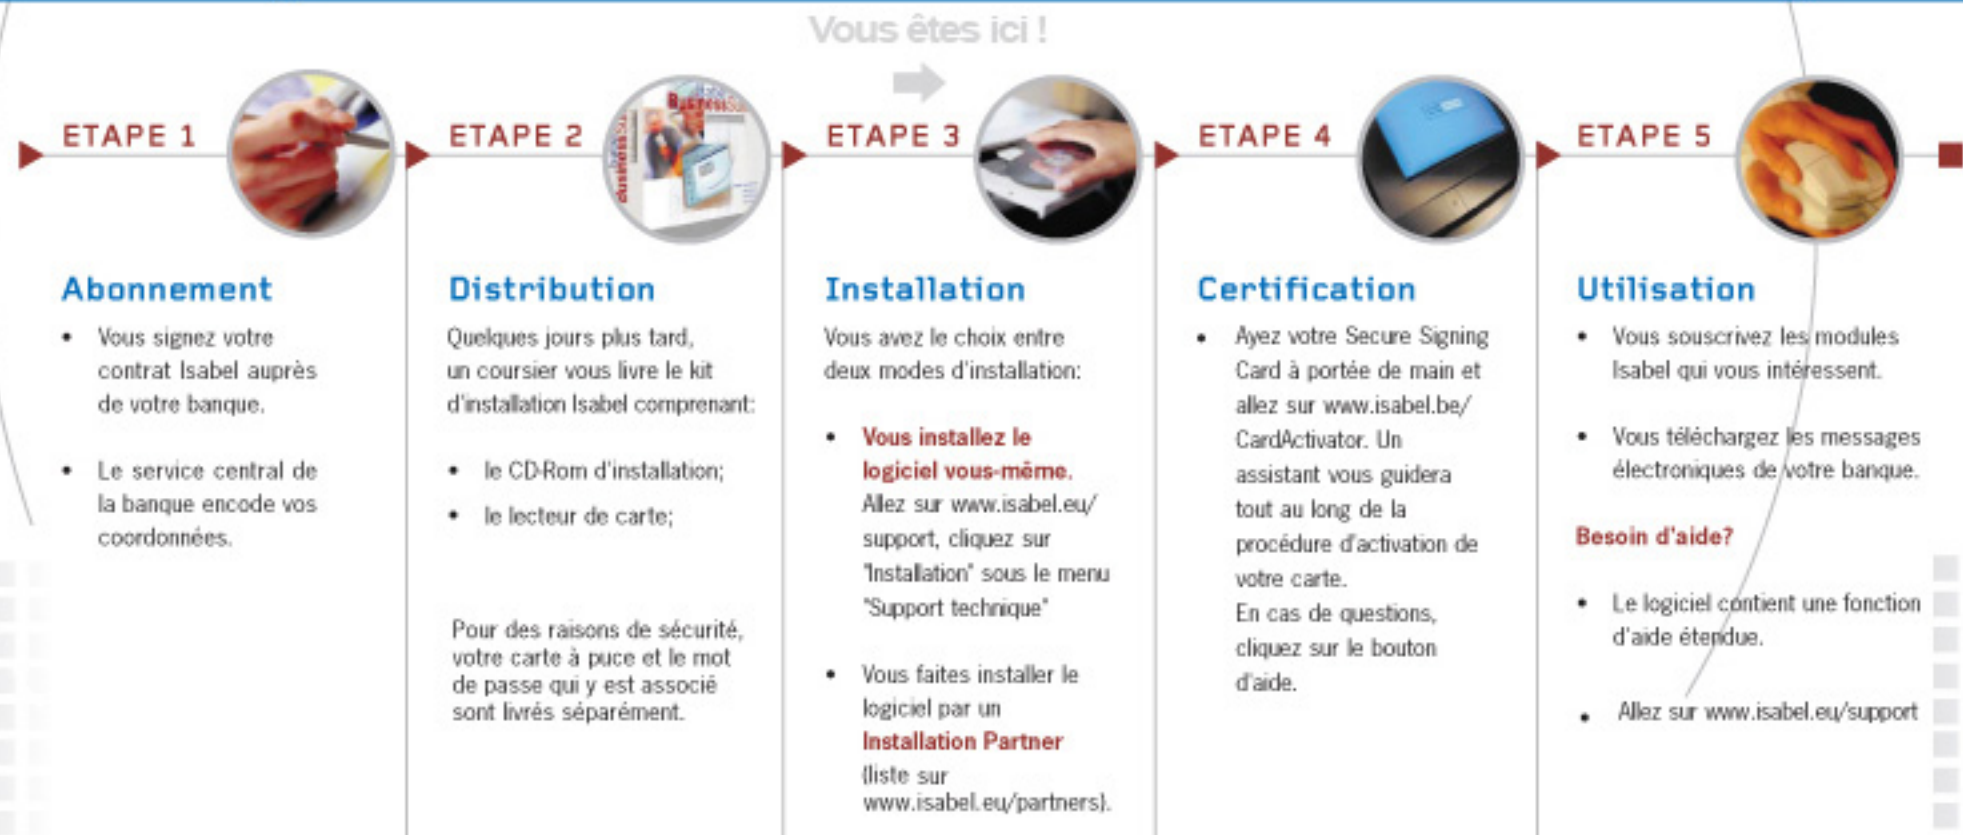 Vous êtes ici !
ETAPE 1
Abonnement
• Vous signez votre
contrat Isabel auprès
de votre banque.
• Le service central de
la banque encode vos
coordonnées.
ETAPE 2
Business
Distribution
Quelques jours plus tard,
un coursier vous livre le kit
d'installation Isabel comprenant:
• le CD-Rom d'installation;
• le lecteur de carte;
Pour des raisons de sécurité,
votre carte à puce et le mot
de passe qui y est associé
sont livrés séparément.
ETAPE 3
Installation
Vous avez le choix entre
deux modes d'installation:
• Vous installez le
logiciel vous-même.
Allez sur www.isabel.eu/
support, cliquez sur
"Installation" sous le menu
"Support technique"
• Vous faites installer le
logiciel par un
Installation Partner
(liste sur
www.isabel.eu/partners).
ETAPE 4
Certification
• Ayez votre Secure Signing
Card à portée de main et
allez sur www.isabel.be/
CardActivator. Un
assistant vous guidera
tout au long de la
procédure d'activation de
votre carte.
En cas de questions,
cliquez sur le bouton
d'aide.
ETAPE 5
Utilisation
• Vous souscrivez les modules
Isabel qui vous intéressent.
• Vous téléchargez les messages
électroniques de votre banque.
Besoin d'aide?
• Le logiciel contient une fonction
d'aide étendue.
• Allez sur www.isabel.eu/support